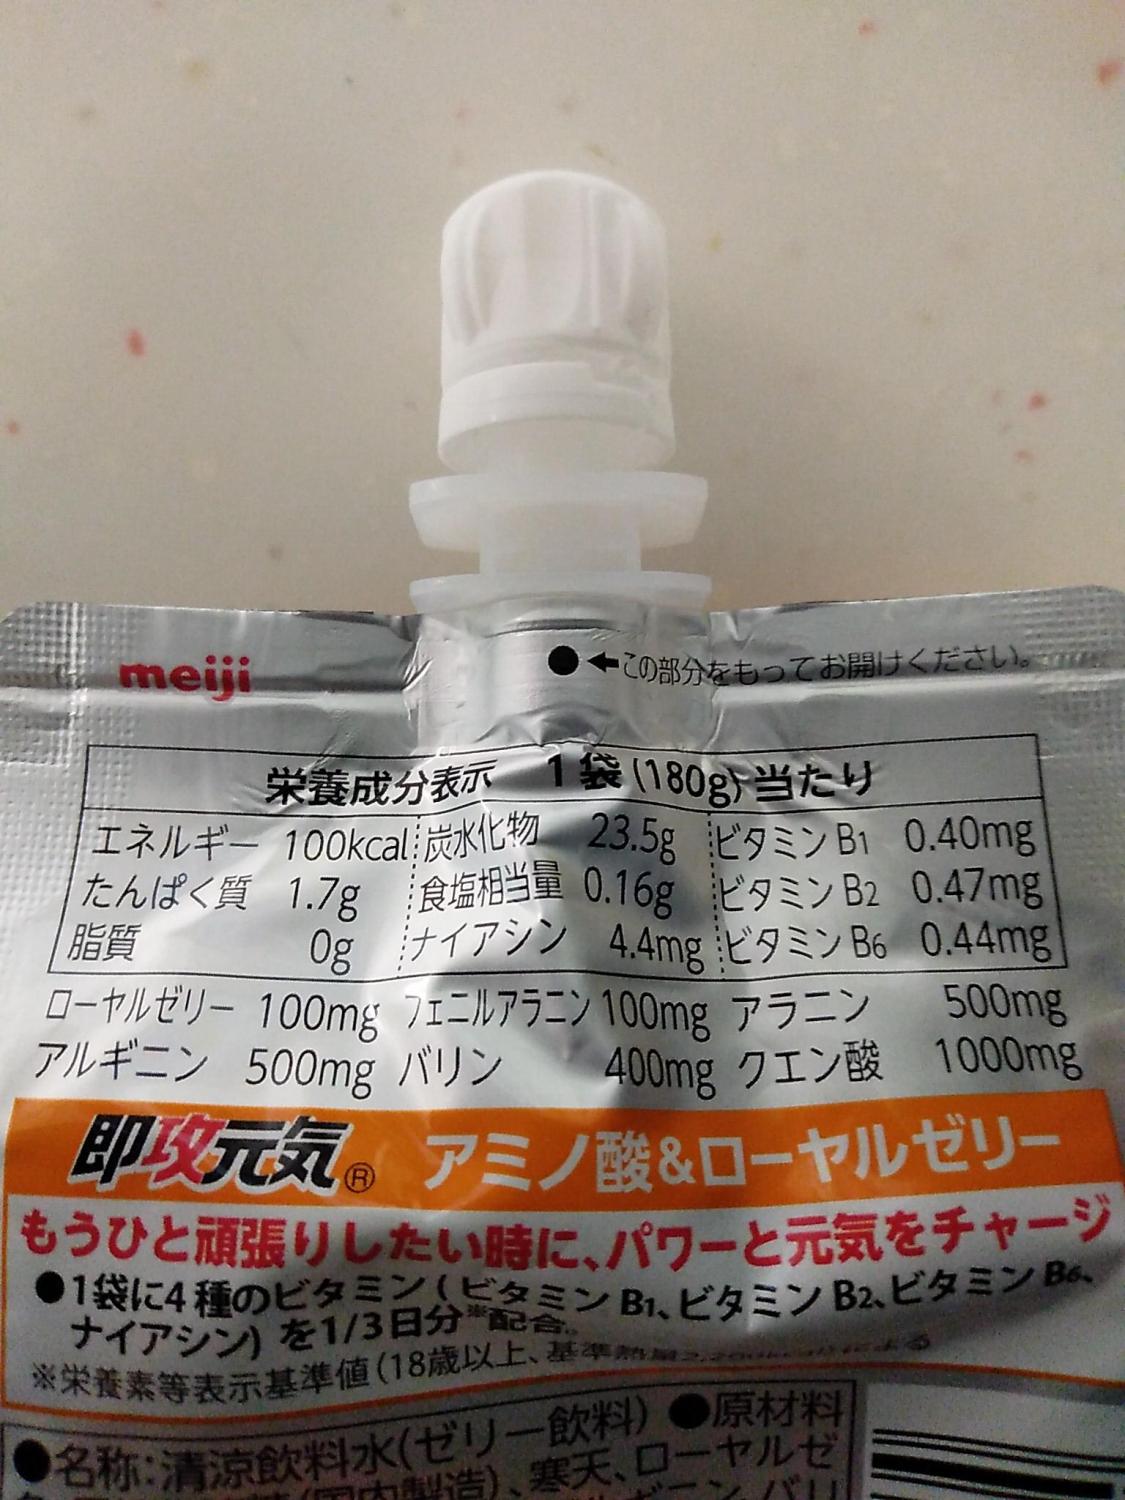 meiji
●←この部分をもってお開けください。
栄養成分表示 1袋(180g)当たり
エネルギー 100kcal 炭水化物 23.5g ビタミンB1 0.40mg
たんぱく質 1.7g 食塩相当量 0.16g ビタミンB2 0.47mg
脂質 0g ナイアシン 4.4mg ビタミンB6 0.44mg
ローヤルゼリー 100mg フェニルアラニン 100mg アラニン 500mg
アルギニン 500mg バリン 400mg クエン酸 1000mg
即攻元気® アミノ酸&ローヤルゼリー
もうひと頑張りしたい時に、パワーと元気をチャージ
●1袋に4種のビタミン(ビタミンB1、ビタミンB2、ビタミンB6、
ナイアシン)を1/3日分※配合。
※栄養素等表示基準値(18歳以上、基準熱量
●名称:清涼飲料水(ゼリー飲料) ●原材料
(国内製造)、寒天、ローヤルゼ